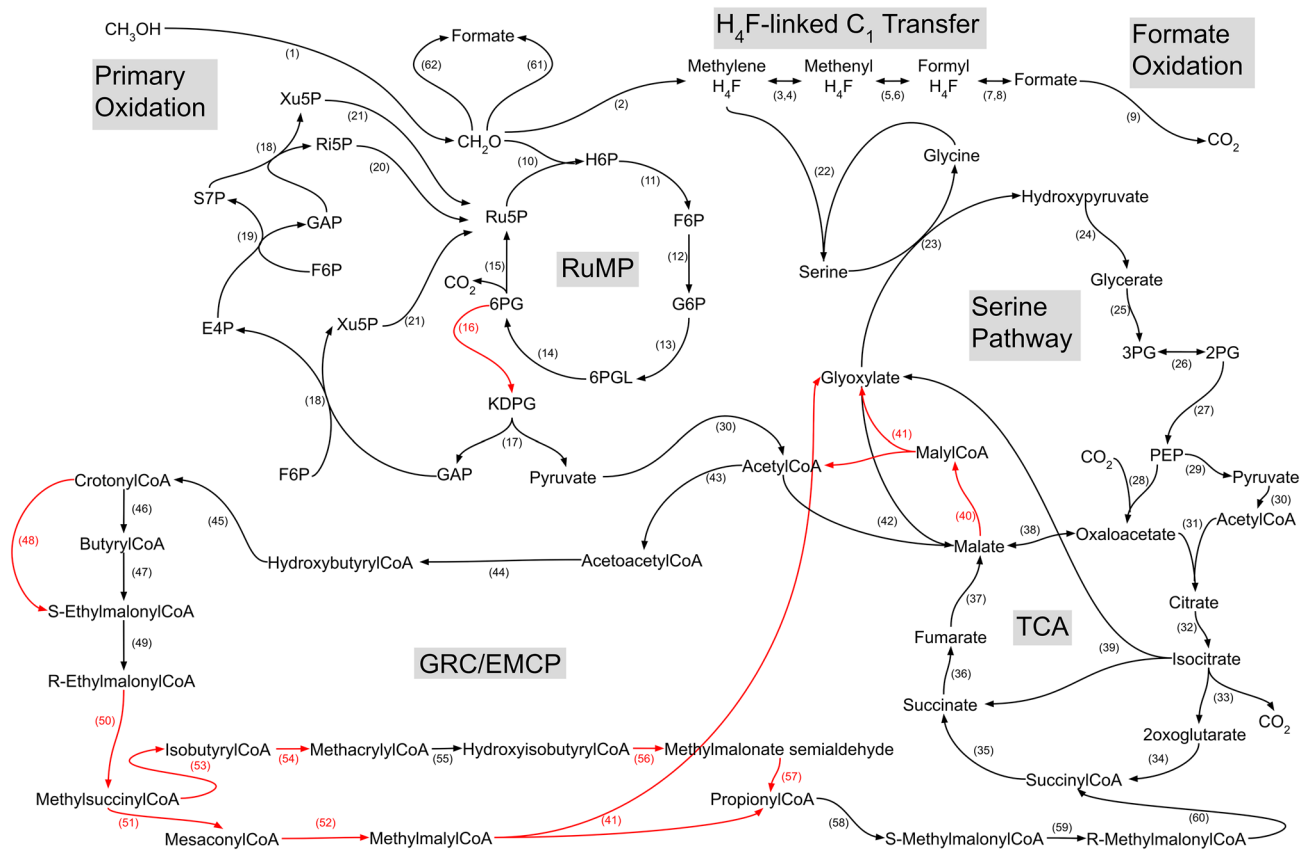 CH3OH
(1)
Primary
Oxidation
Formate
(62)
(61)
CH2O
H4F-linked C1 Transfer
Methylene
H4F
(3,4)
Methenyl
H4F
(5,6)
Formyl
H4F
(7,8)
Formate
Formate
Oxidation
(9)
CO2
(2)
Xu5P
(21)
(18)
Ri5P
(20)
S7P
GAP
(19)
F6P
E4P
Xu5P
(21)
(18)
F6P
GAP
(10)
H6P
(11)
Ru5P
F6P
(12)
RuMP
(15)
CO2
6PG
G6P
(16)
(14)
(13)
6PGL
KDPG
(17)
Pyruvate
(30)
(22)
Glycine
Serine
(23)
Hydroxypyruvate
(24)
Glycerate
(25)
Serine
Pathway
3PG
(26)
2PG
(27)
Glyoxylate
(41)
MalylCoA
AcetylCoA
(43)
(40)
(42)
Malate
(38)
CO2
PEP
(29)
(28)
Pyruvate
(30)
AcetylCoA
(31)
Oxaloacetate
Citrate
(32)
Isocitrate
(39)
(33)
CO2
2oxoglutarate
(34)
SuccinylCoA
(35)
Succinate
(36)
Fumarate
(37)
TCA
CrotonylCoA
(46)
(45)
(48)
ButyrylCoA
(47)
HydroxybutyrylCoA
(44)
AcetoacetylCoA
S-EthylmalonylCoA
(49)
GRC/EMCP
R-EthylmalonylCoA
(50)
IsobutyrylCoA
(53)
(54)
MethacrylylCoA
(55)
HydroxyisobutyrylCoA
(56)
Methylmalonate semialdehyde
(57)
MethylsuccinylCoA
(51)
MesaconylCoA
(52)
MethylmalylCoA
(41)
PropionylCoA
(58)
S-MethylmalonylCoA
(59)
R-MethylmalonylCoA
(60)